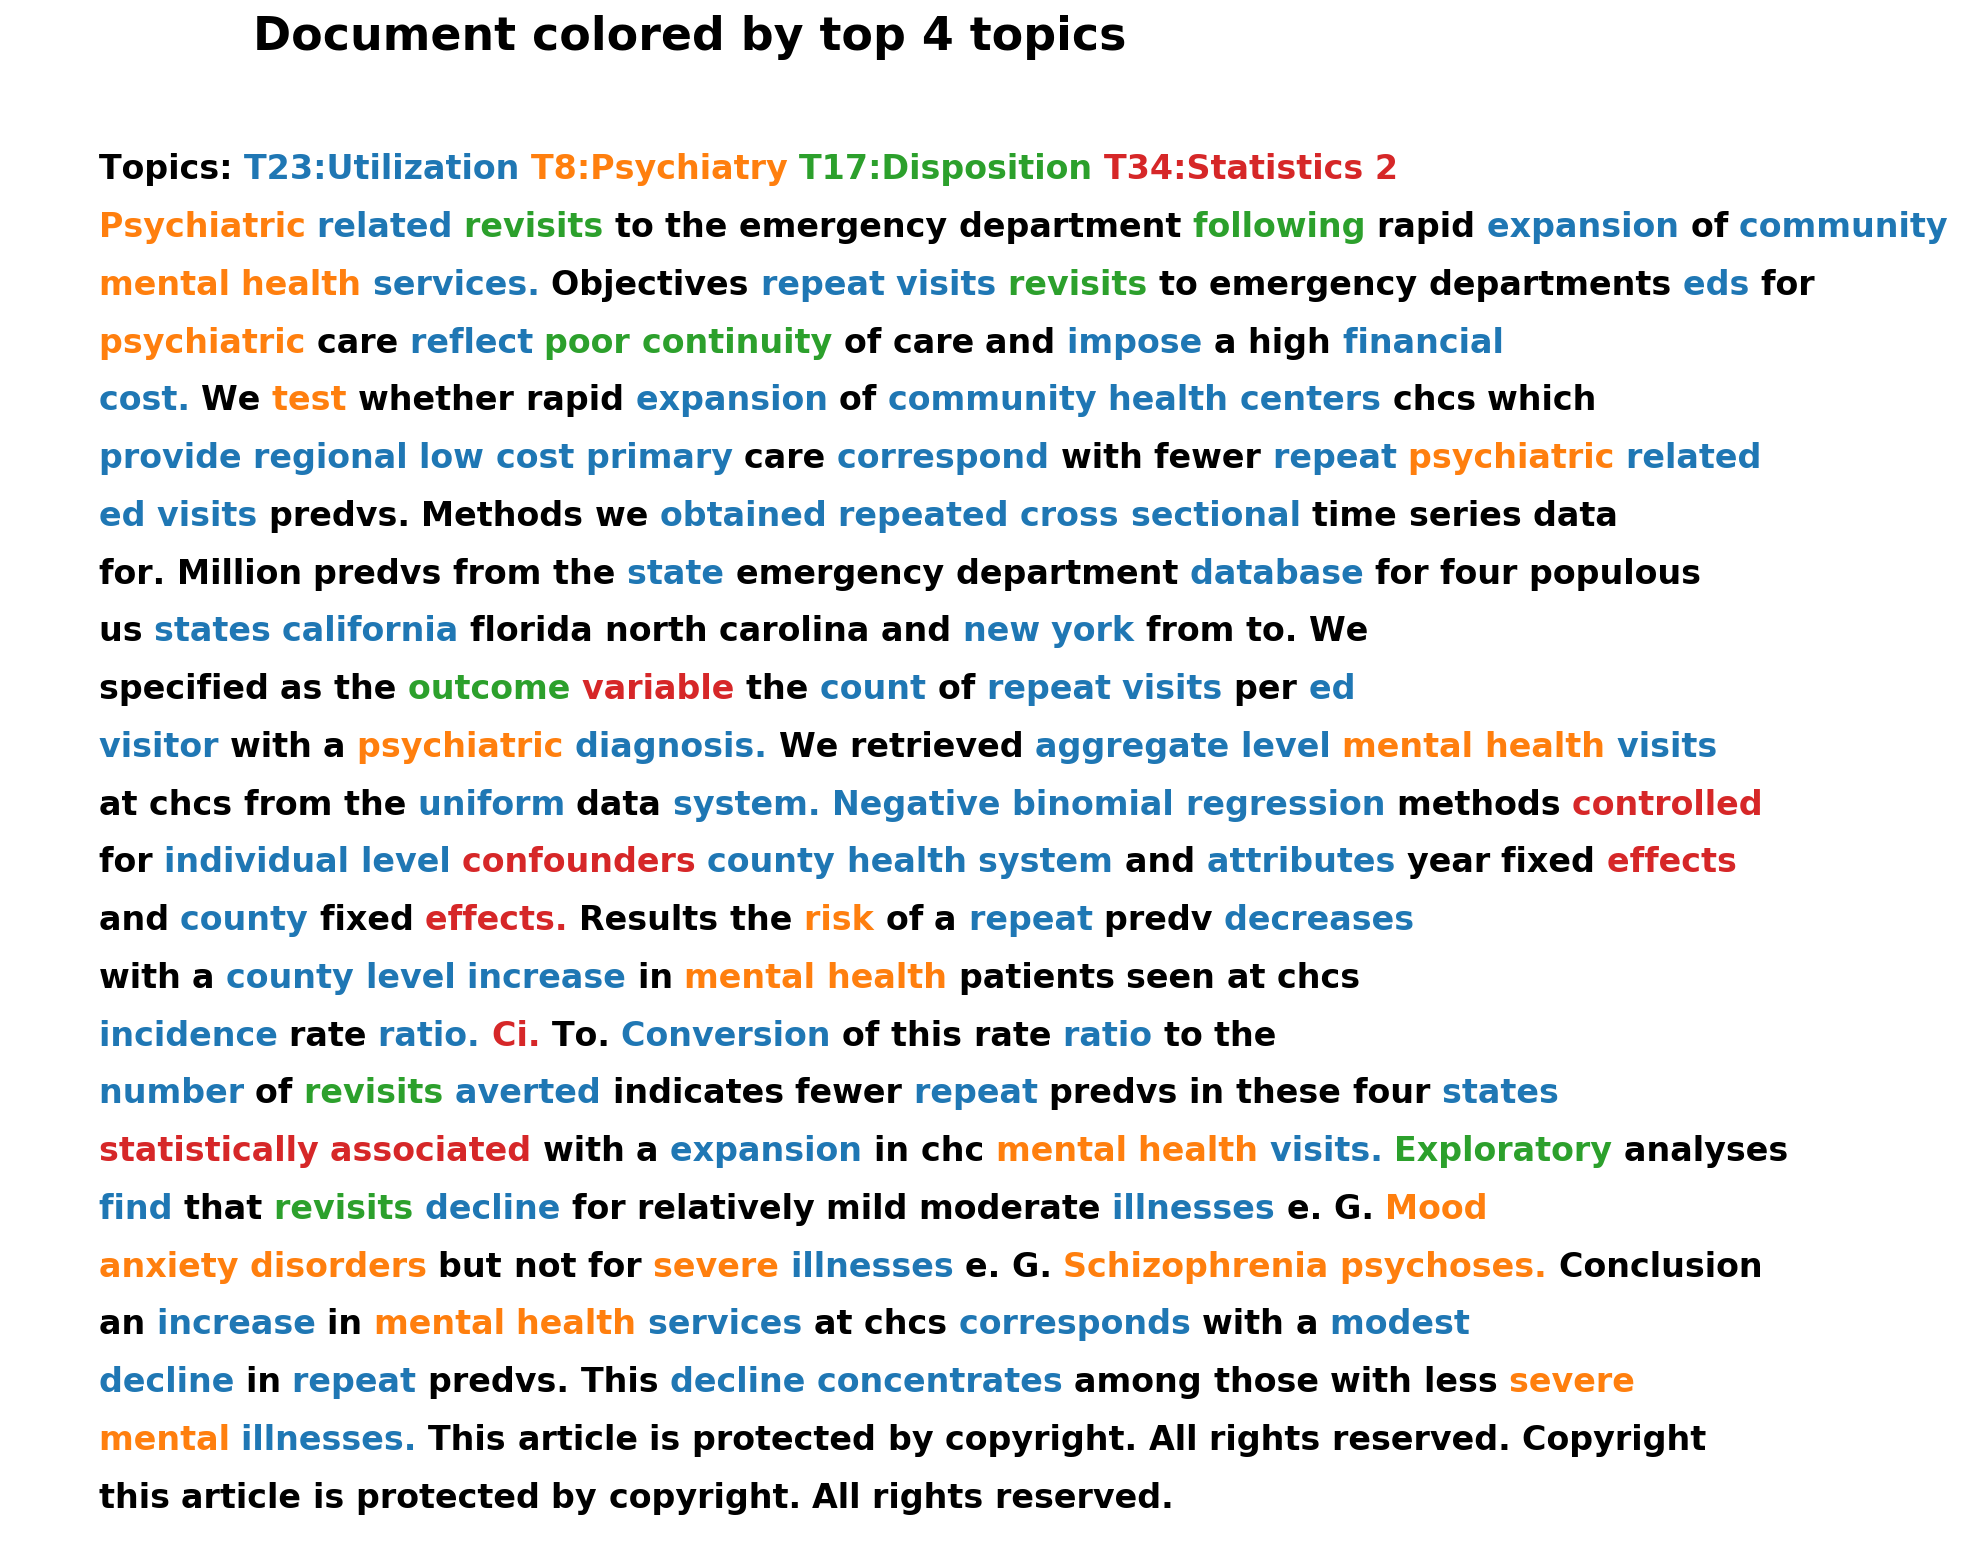 Document colored by top 4 topics
Topics: T23:Utilization T8:Psychiatry T17:Disposition T34:Statistics 2
Psychiatric related revisits to the emergency department following rapid expansion of community
mental health services. Objectives repeat visits revisits to emergency departments eds for
psychiatric care reflect poor continuity of care and impose a high financial
cost. We test whether rapid expansion of community health centers chcs which
provide regional low cost primary care correspond with fewer repeat psychiatric related
ed visits predvs. Methods we obtained repeated cross sectional time series data
for. Million predvs from the state emergency department database for four populous
us states california florida north carolina and new york from to. We
specified as the outcome variable the count of repeat visits per ed
visitor with a psychiatric diagnosis. We retrieved aggregate level mental health visits
at chcs from the uniform data system. Negative binomial regression methods controlled
for individual level confounders county health system and attributes year fixed effects
and county fixed effects. Results the risk of a repeat predv decreases
with a county level increase in mental health patients seen at chcs
incidence rate ratio. Ci. To. Conversion of this rate ratio to the
number of revisits averted indicates fewer repeat predvs in these four states
statistically associated with a expansion in chc mental health visits. Exploratory analyses
find that revisits decline for relatively mild moderate illnesses e. G. Mood
anxiety disorders but not for severe illnesses e. G. Schizophrenia psychoses. Conclusion
an increase in mental health services at chcs corresponds with a modest
decline in repeat predvs. This decline concentrates among those with less severe
mental illnesses. This article is protected by copyright. All rights reserved. Copyright
this article is protected by copyright. All rights reserved.